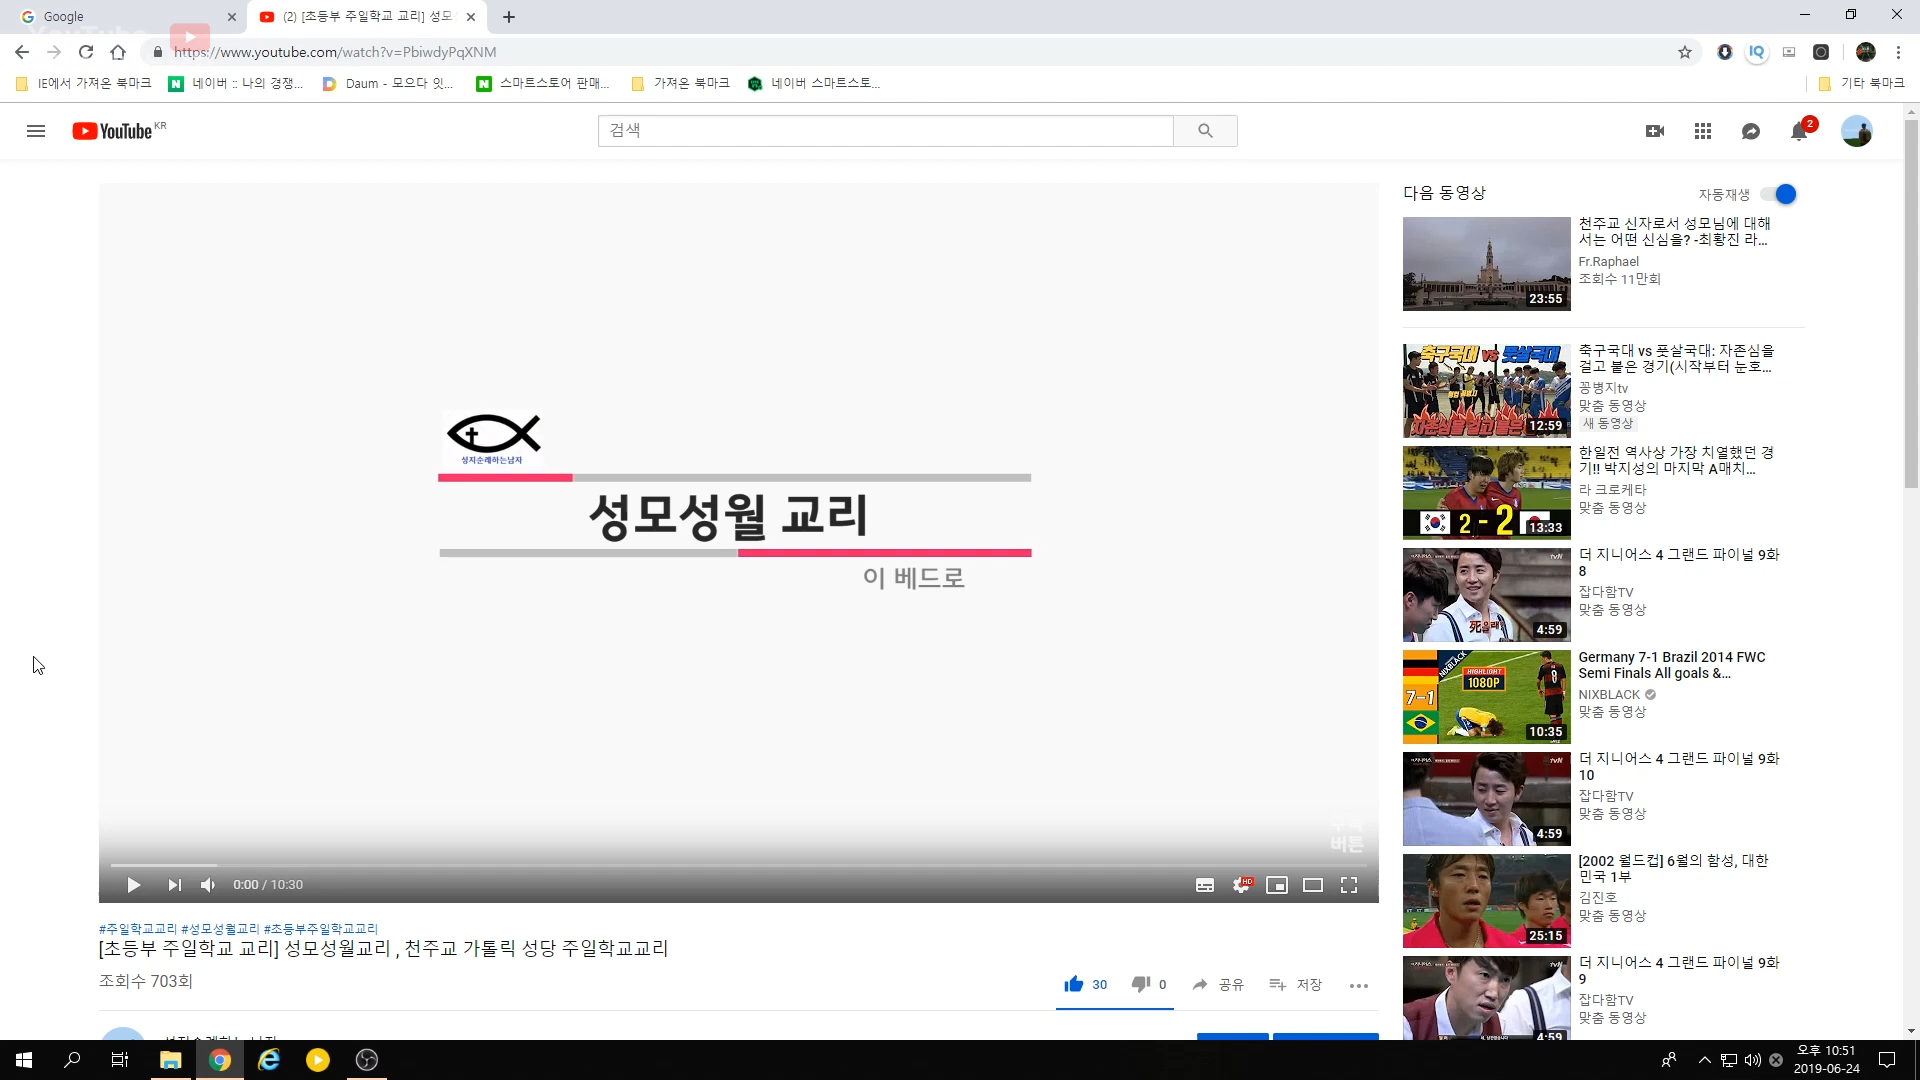 Google
(2) [초등부 주일학교 교리] 성모
https://www.youtube.com/watch?v=PbiwdyPqXNM
IE에서 가져온 북마크
네이버 :: 나의 경쟁...
Daum - 모으다 잇...
스마트스토어 판매...
가져온 북마크
네이버 스마트스토...
기타 북마크
YouTube KR
검색
2
성지순례하는남자
성모성월 교리
이 베드로
버튼
0:00 / 10:30
HD
#주일학교교리 #성모성월교리 #초등부주일학교교리
[초등부 주일학교 교리] 성모성월교리 , 천주교 가톨릭 성당 주일학교교리
조회수 703회
30
0
공유
저장
다음 동영상
자동재생
23:55
천주교 신자로서 성모님에 대해
서는 어떤 신심을? -최황진 라...
Fr.Raphael
조회수 11만회
축구국대 vs 풋살국대
12:59
축구국대 vs 풋살국대: 자존심을
걸고 붙은 경기(시작부터 눈호...
꽁병지tv
맞춤 동영상
새 동영상
2 - 2
13:33
한일전 역사상 가장 치열했던 경
기!! 박지성의 마지막 A매치...
라 크로케타
맞춤 동영상
tvN
4:59
더 지니어스 4 그랜드 파이널 9화
8
잡다함TV
맞춤 동영상
NIXBLACK
HIGHLIGHT
1080P
7-1
8
10:35
Germany 7-1 Brazil 2014 FWC
Semi Finals All goals &...
NIXBLACK
맞춤 동영상
tvN
4:59
더 지니어스 4 그랜드 파이널 9화
10
잡다함TV
맞춤 동영상
25:15
[2002 월드컵] 6월의 함성, 대한
민국 1부
김진호
맞춤 동영상
tvN
4:59
더 지니어스 4 그랜드 파이널 9화
9
잡다함TV
맞춤 동영상
오후 10:51
2019-06-24